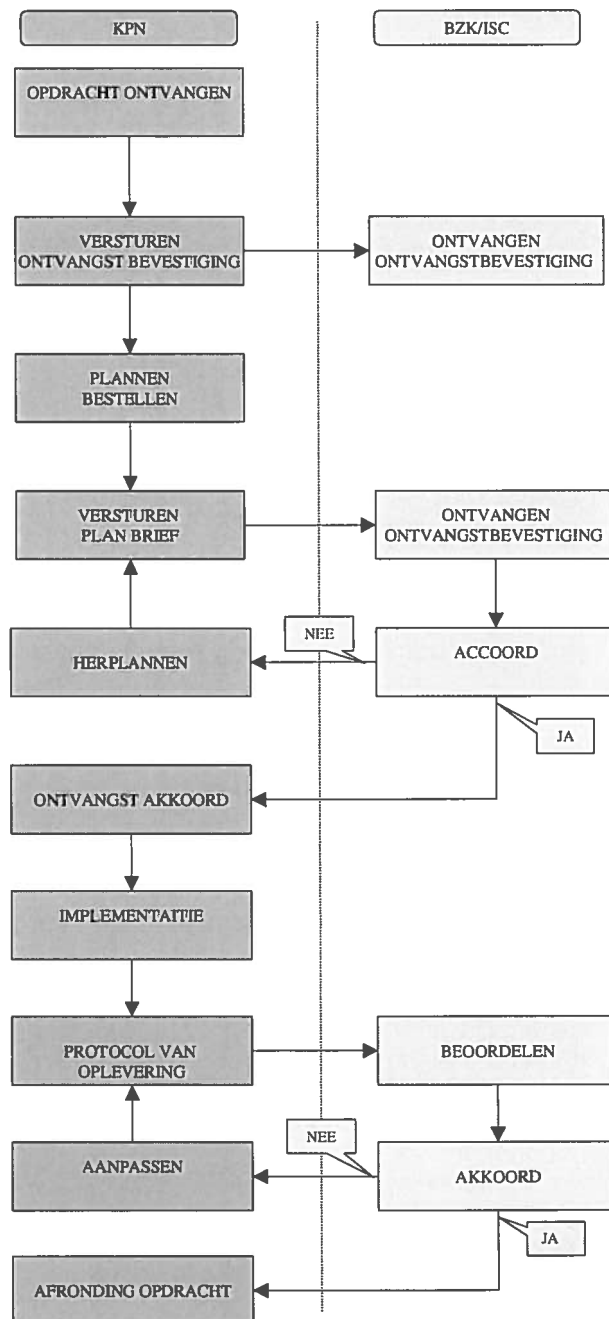 KPN
BZK/ISC
OPDRACHT ONTVANGEN
VERSTUREN
ONTVANGST BEVESTIGING
ONTVANGEN
ONTVANGSTBEVESTIGING
PLANNEN
BESTELLEN
VERSTUREN
PLAN BRIEF
ONTVANGEN
ONTVANGSTBEVESTIGING
NEE
HERPLANNEN
ACCOORD
JA
ONTVANGST AKKOORD
IMPLEMENTAITIE
PROTOCOL VAN
OPLEVERING
BEOORDELEN
NEE
AANPASSEN
AKKOORD
JA
AFRONDING OPDRACHT